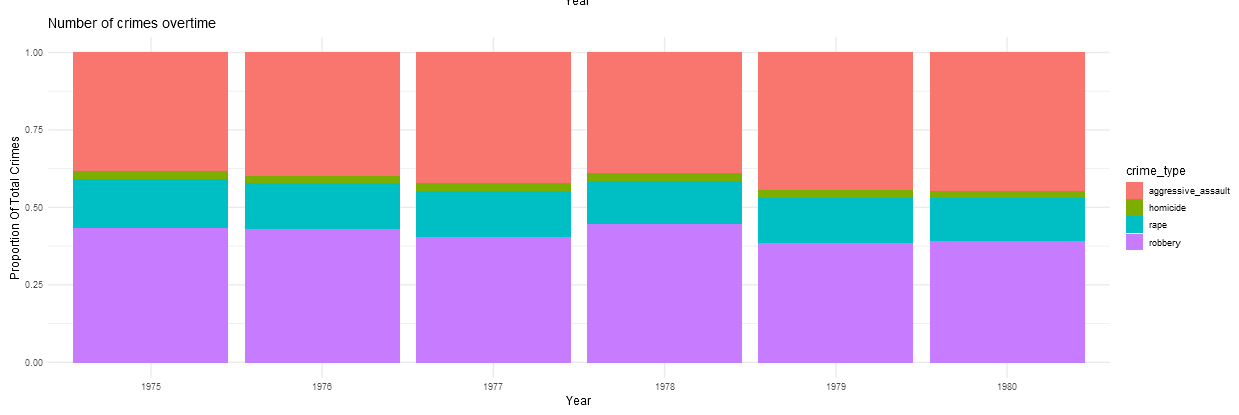 Year
Number of crimes overtime
Proportion Of Total Crimes
1.00
0.75
0.50
0.25
0.00
1975 1976 1977 1978 1979 1980
Year
crime_type
aggressive_assault
homicide
rape
robbery